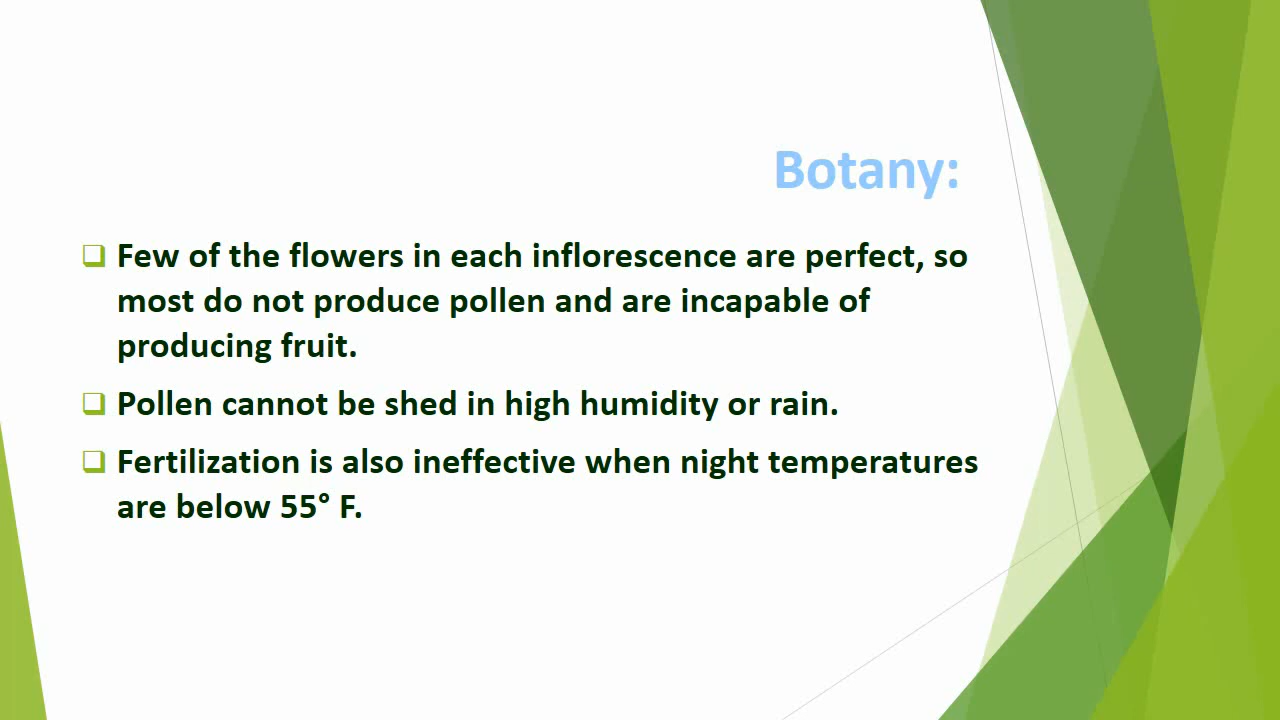 Botany:
Few of the flowers in each inflorescence are perfect, so
most do not produce pollen and are incapable of
producing fruit.
Pollen cannot be shed in high humidity or rain.
Fertilization is also ineffective when night temperatures
are below 55° F.